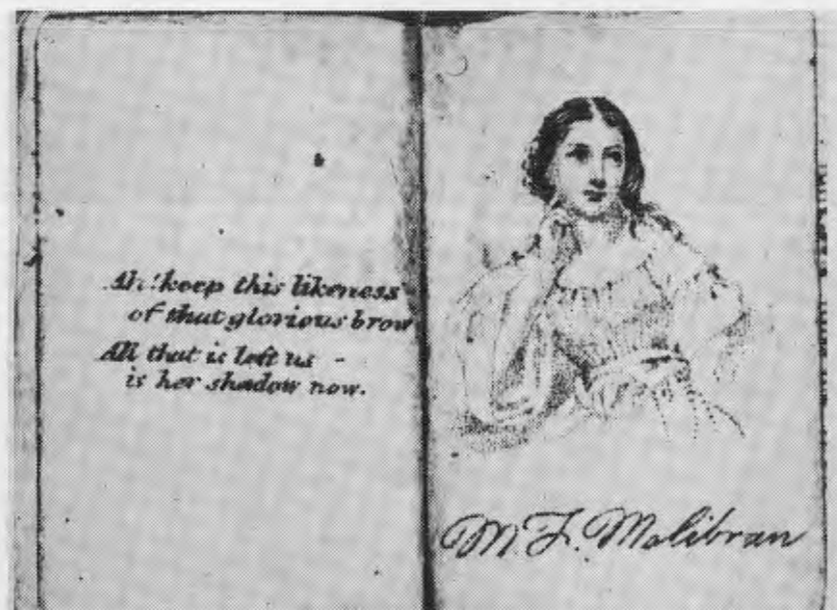 Ah! keep this likeness
of that glorious brow
All that is left us -
is her shadow now.
M. F. Malibran